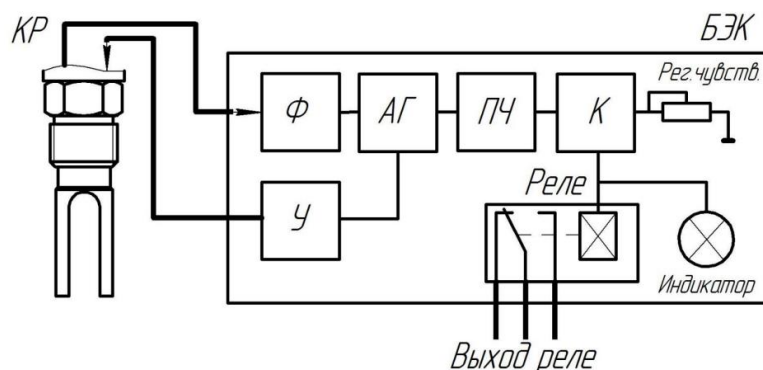 КР
БЭК
Рег.чувств.
Ф
АГ
ПЧ
К
У
Реле
Индикатор
Выход реле